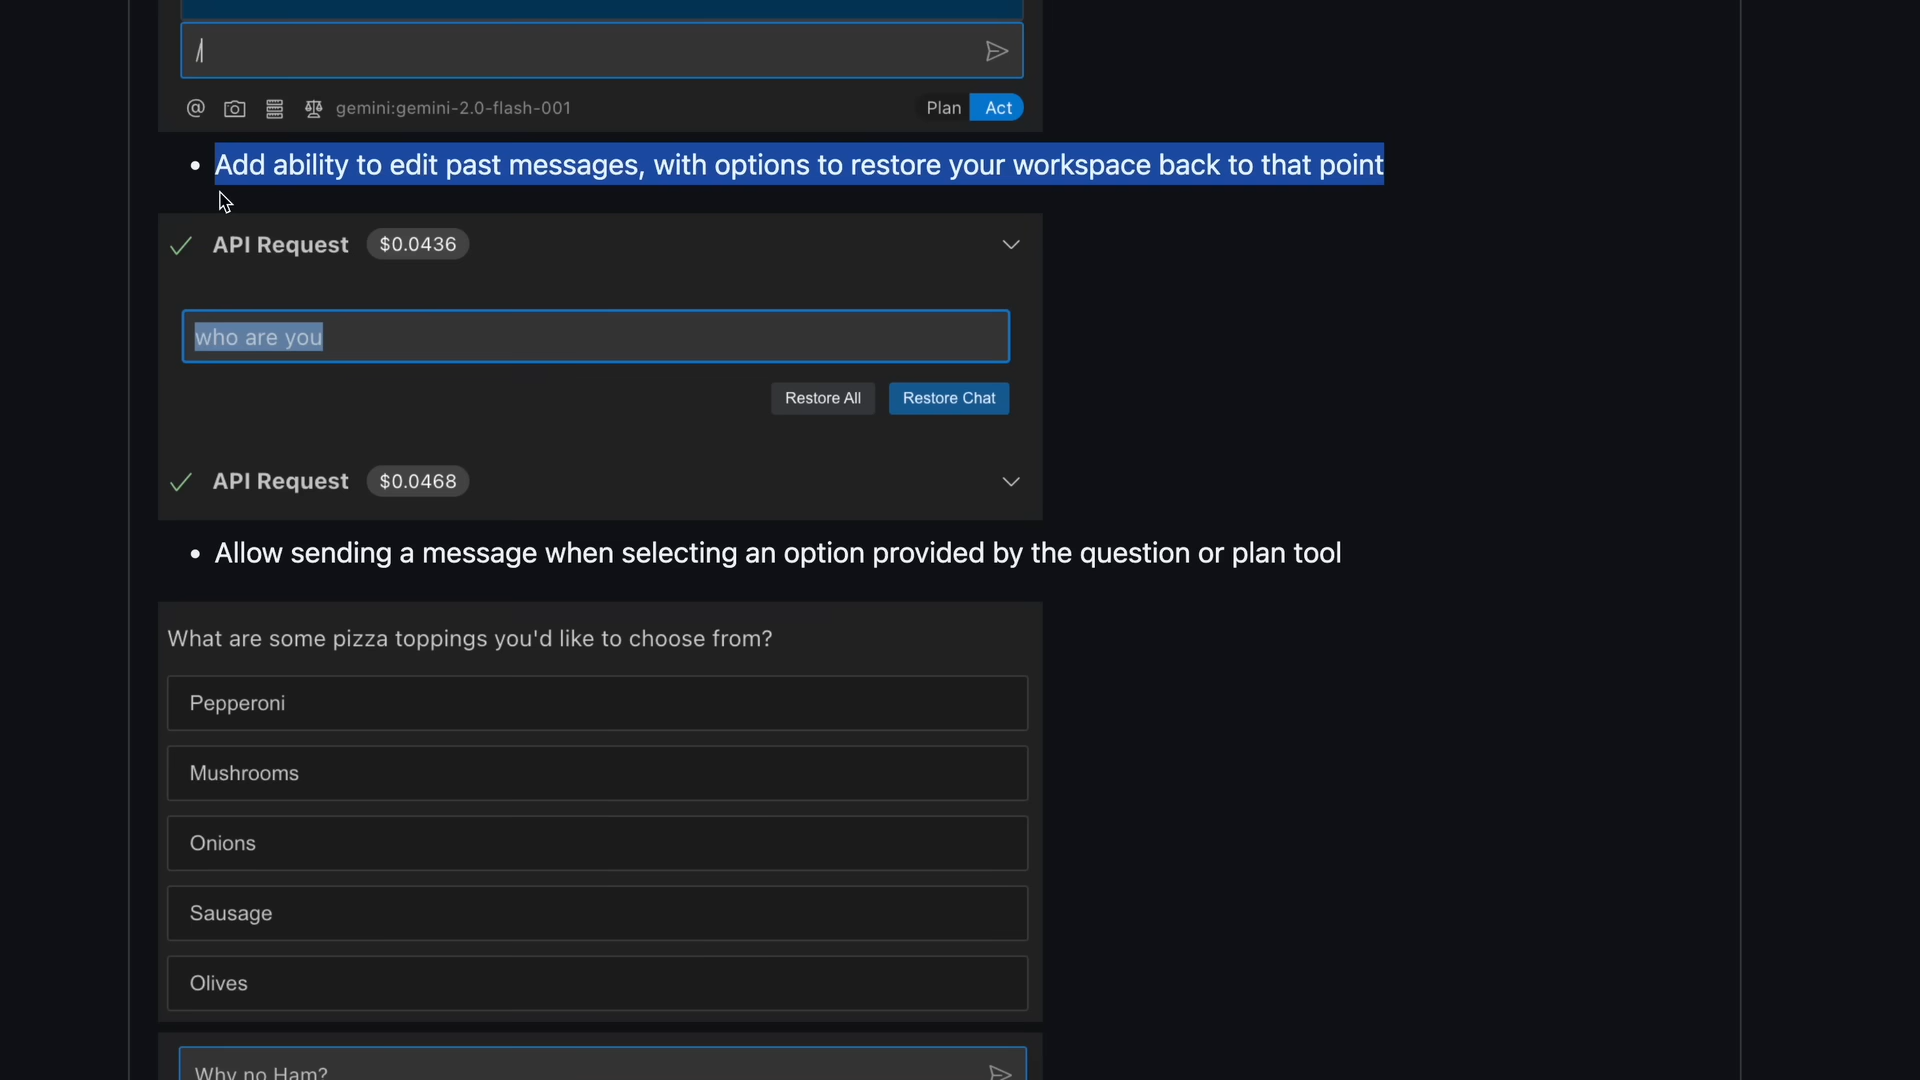 /
@ gemini:gemini-2.0-flash-001 Plan Act
• Add ability to edit past messages, with options to restore your workspace back to that point
API Request $0.0436
who are you
Restore All Restore Chat
API Request $0.0468
• Allow sending a message when selecting an option provided by the question or plan tool
What are some pizza toppings you'd like to choose from?
Pepperoni
Mushrooms
Onions
Sausage
Olives
Why no Ham?